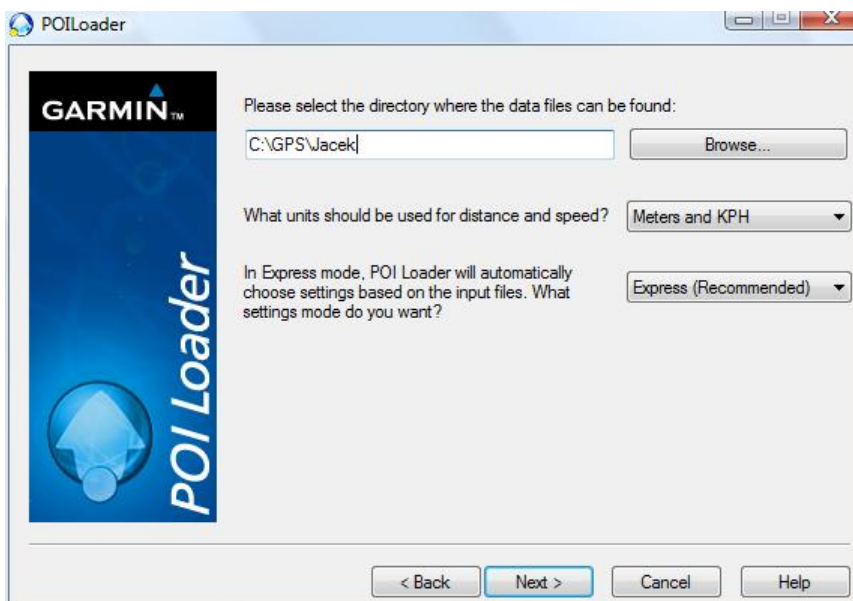 POILoader
GARMIN™
POI Loader
Please select the directory where the data files can be found:
C:\GPS\Jacek
Browse...
What units should be used for distance and speed?
Meters and KPH
In Express mode, POI Loader will automatically
choose settings based on the input files. What
settings mode do you want?
Express (Recommended)
< Back
Next >
Cancel
Help